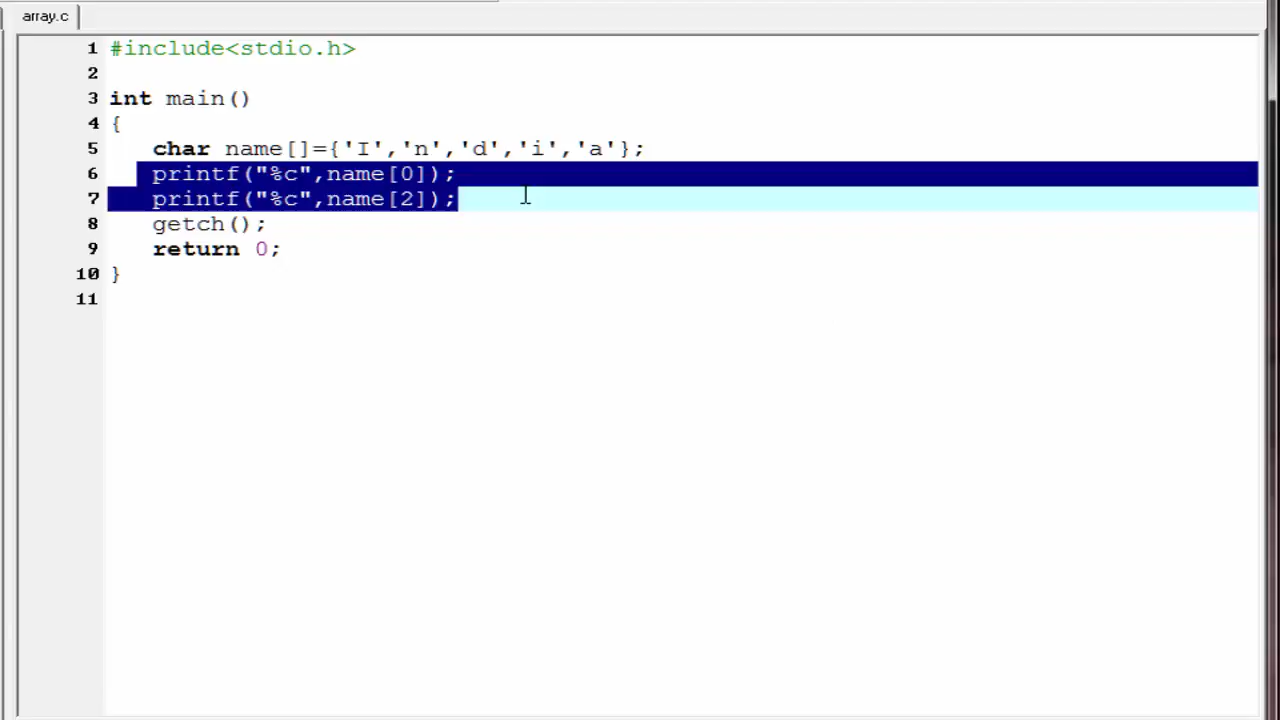 array.c
1 #include<stdio.h>
2
3 int main()
4 {
5 char name[]={'I','n','d','i','a'};
6 printf("%c",name[0]);
7 printf("%c",name[2]);
8 getch();
9 return 0;
10 }
11